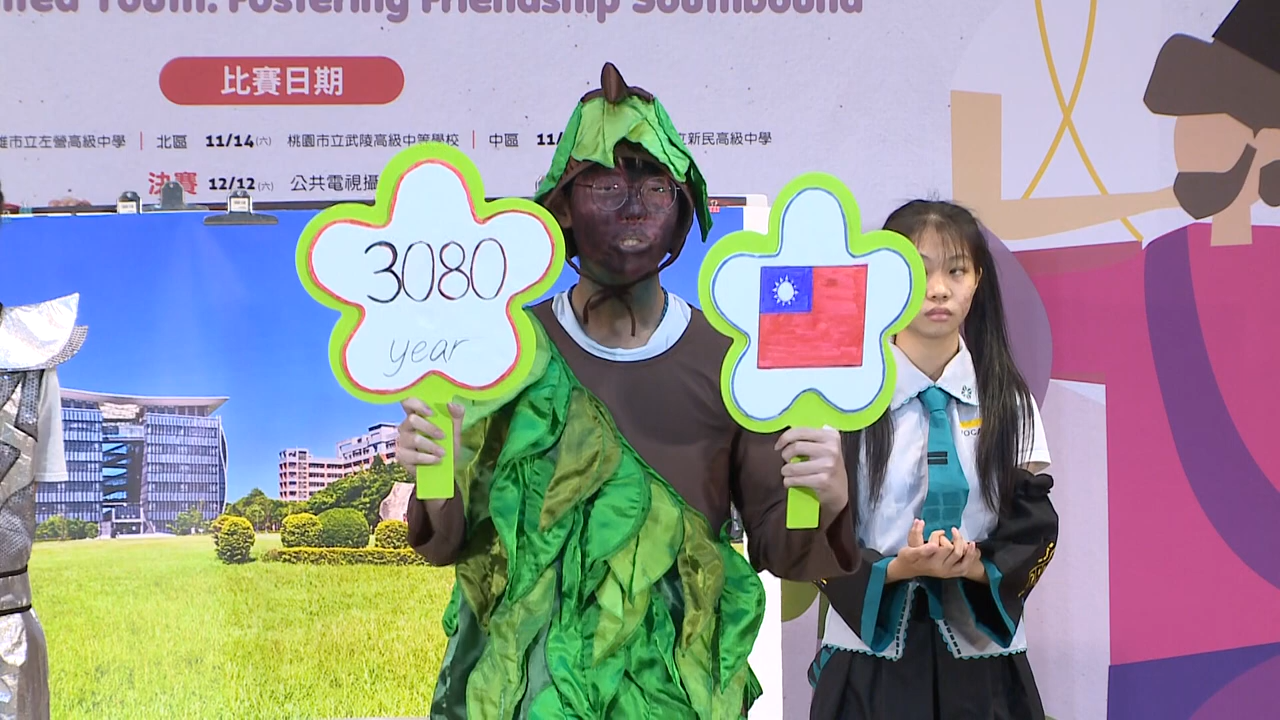 Youth: Fostering Friendship Southbound
比賽日期
雄市立左營高級中學 | 北區 11/14(六) 桃園市立武陵高級中等學校 | 中區 11/ 立新民高級中學
決賽 12/12(六) 公共電視攝
3080
year